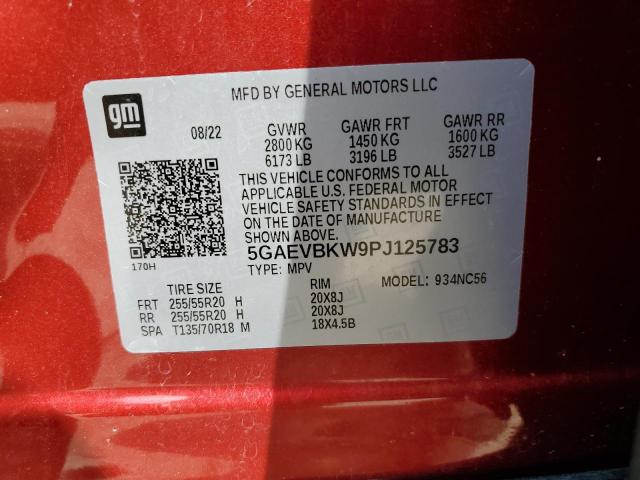 gm
MFD BY GENERAL MOTORS LLC
08/22 GVWR GAWR FRT GAWR RR
2800 KG 1450 KG 1600 KG
6173 LB 3196 LB 3527 LB
THIS VEHICLE CONFORMS TO ALL
APPLICABLE U.S. FEDERAL MOTOR
VEHICLE SAFETY STANDARDS IN EFFECT
ON THE DATE OF MANUFACTURE
SHOWN ABOVE.
170H
5GAEVBKW9PJ125783
TYPE: MPV
TIRE SIZE RIM MODEL: 934NC56
FRT 255/55R20 H 20X8J
RR 255/55R20 H 20X8J
SPA T135/70R18 M 18X4.5B